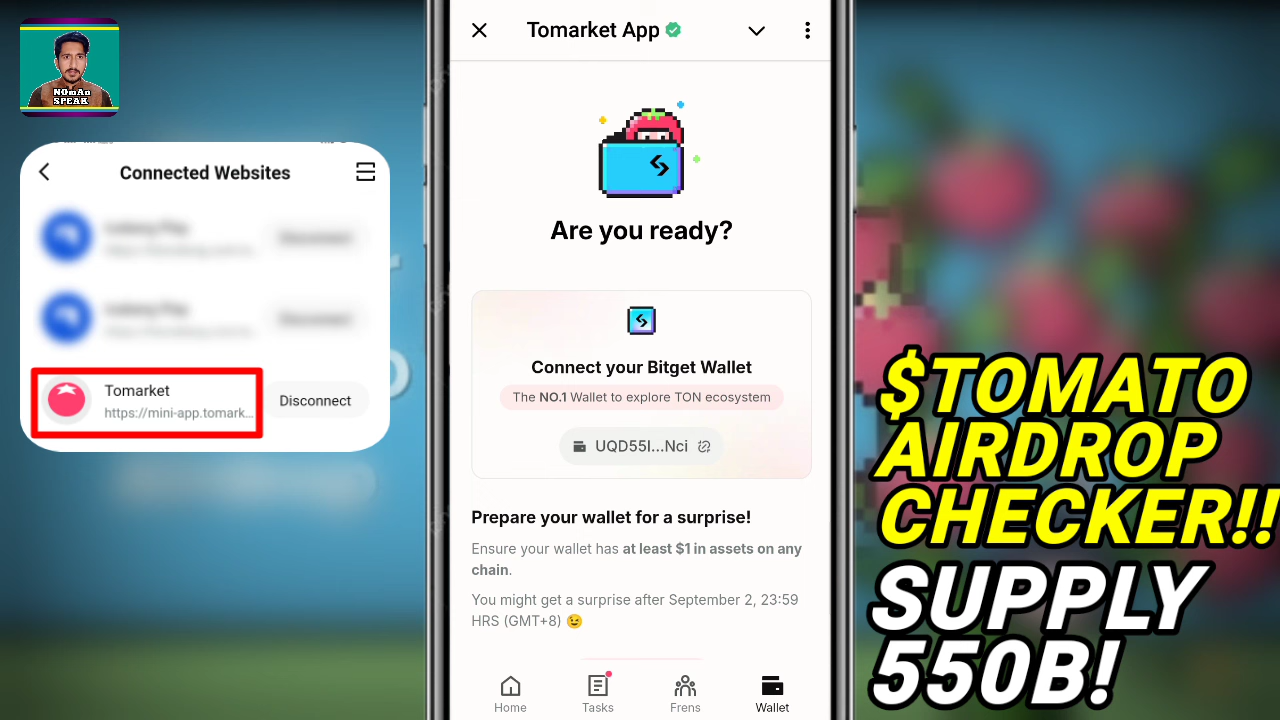 NOmAn
SPEAK
Connected Websites
Disconnect
Disconnect
Tomarket
https://mini-app.tomark...
Disconnect
Tomarket App
Are you ready?
Connect your Bitget Wallet
The NO.1 Wallet to explore TON ecosystem
UQD55I...Nci
Prepare your wallet for a surprise!
Ensure your wallet has at least $1 in assets on any
chain.
You might get a surprise after September 2, 23:59
HRS (GMT+8) 😉
Home
Tasks
Frens
Wallet
$TOMATO
AIRDROP
CHECKER!!
SUPPLY
550B!